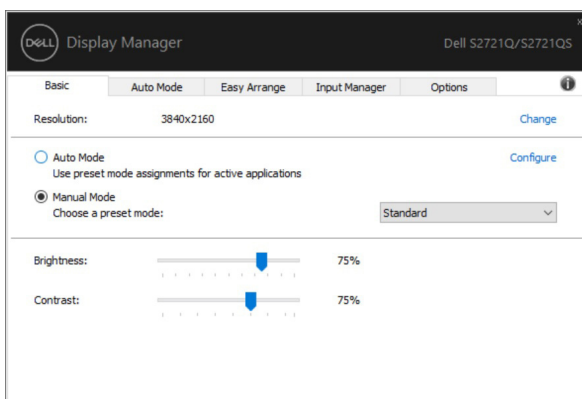 DELL Display Manager Dell S2721Q/S2721QS
Basic Auto Mode Easy Arrange Input Manager Options
Resolution: 3840x2160 Change
Auto Mode Configure
Use preset mode assignments for active applications
Manual Mode
Choose a preset mode: Standard
Brightness: 75%
Contrast: 75%